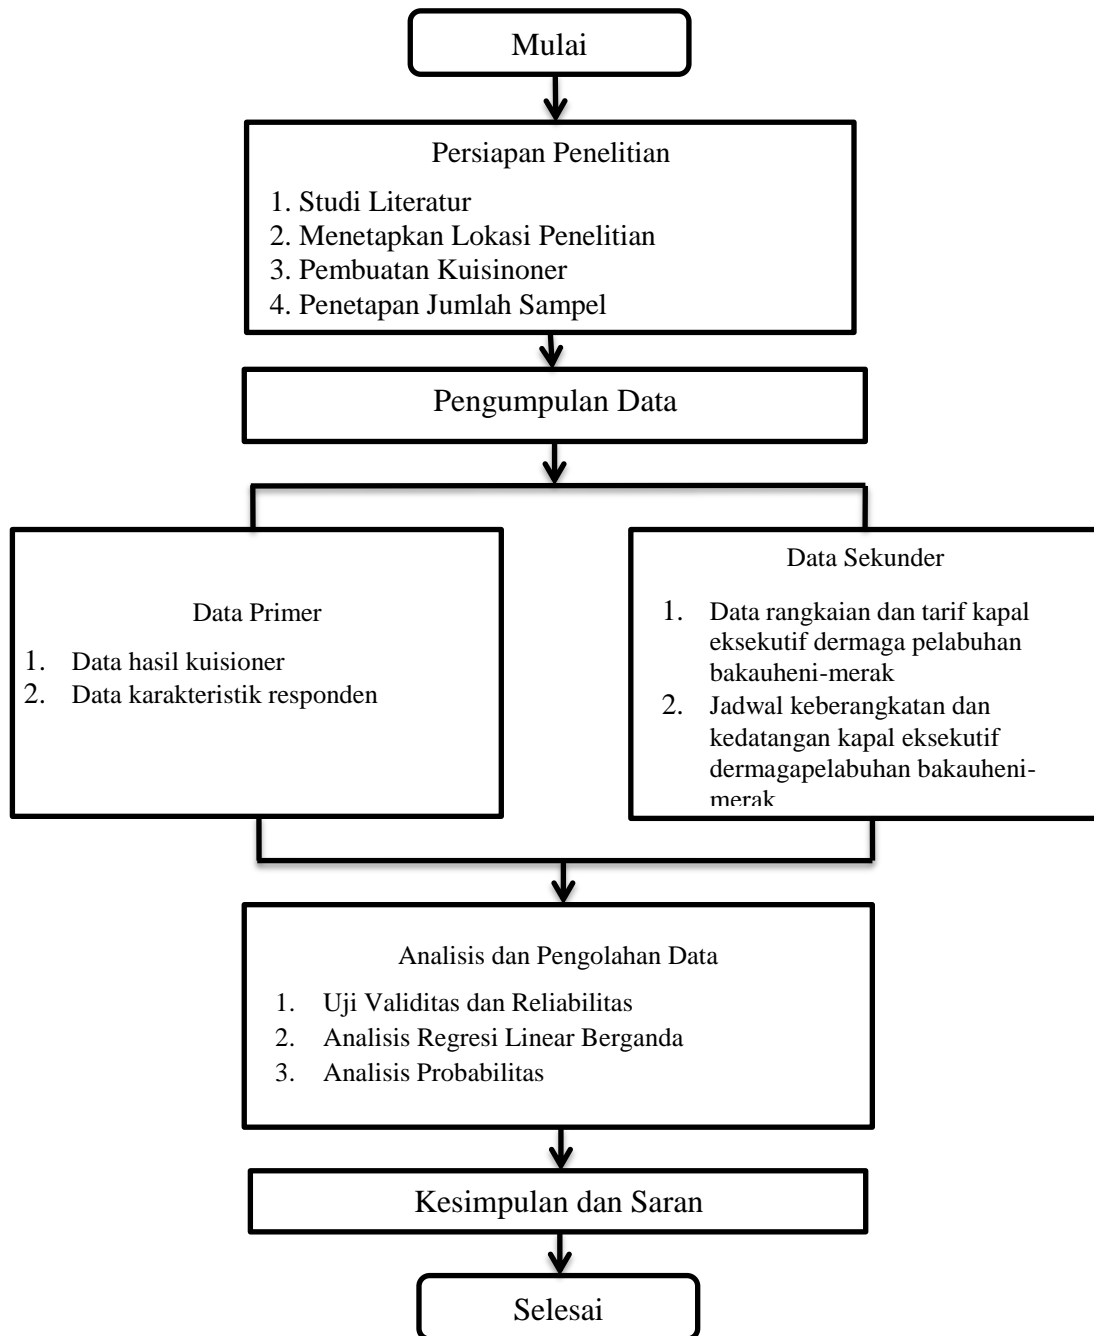 Mulai
Persiapan Penelitian
1. Studi Literatur
2. Menetapkan Lokasi Penelitian
3. Pembuatan Kuisinoner
4. Penetapan Jumlah Sampel
Pengumpulan Data
Data Primer
1. Data hasil kuisioner
2. Data karakteristik responden
Data Sekunder
1. Data rangkaian dan tarif kapal
eksekutif dermaga pelabuhan
bakauheni-merak
2. Jadwal keberangkatan dan
kedatangan kapal eksekutif
dermagapelabuhan bakauheni-
merak
Analisis dan Pengolahan Data
1. Uji Validitas dan Reliabilitas
2. Analisis Regresi Linear Berganda
3. Analisis Probabilitas
Kesimpulan dan Saran
Selesai